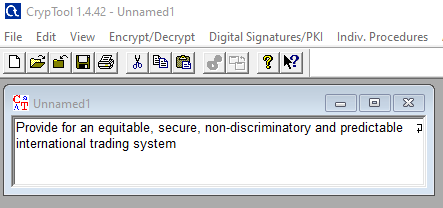 CrypTool 1.4.42 - Unnamed1
File Edit View Encrypt/Decrypt Digital Signatures/PKI Indiv. Procedures
Unnamed1
Provide for an equitable, secure, non-discriminatory and predictable
international trading system